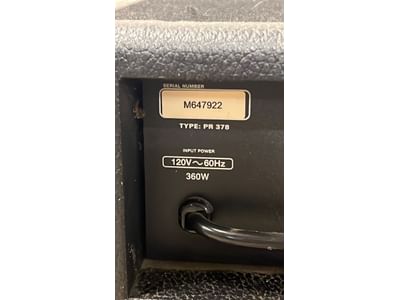 SERIAL NUMBER
M647922
TYPE: PR 378
INPUT POWER
120V～60Hz
360W